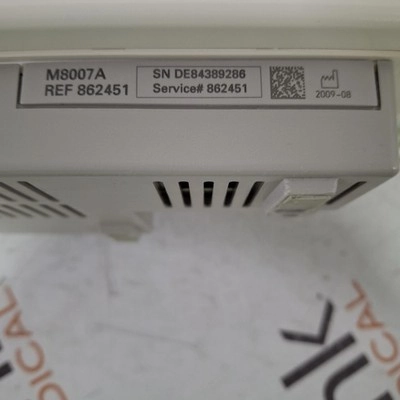 M8007A
REF 862451
SN DE84389286
Service# 862451
2009-08